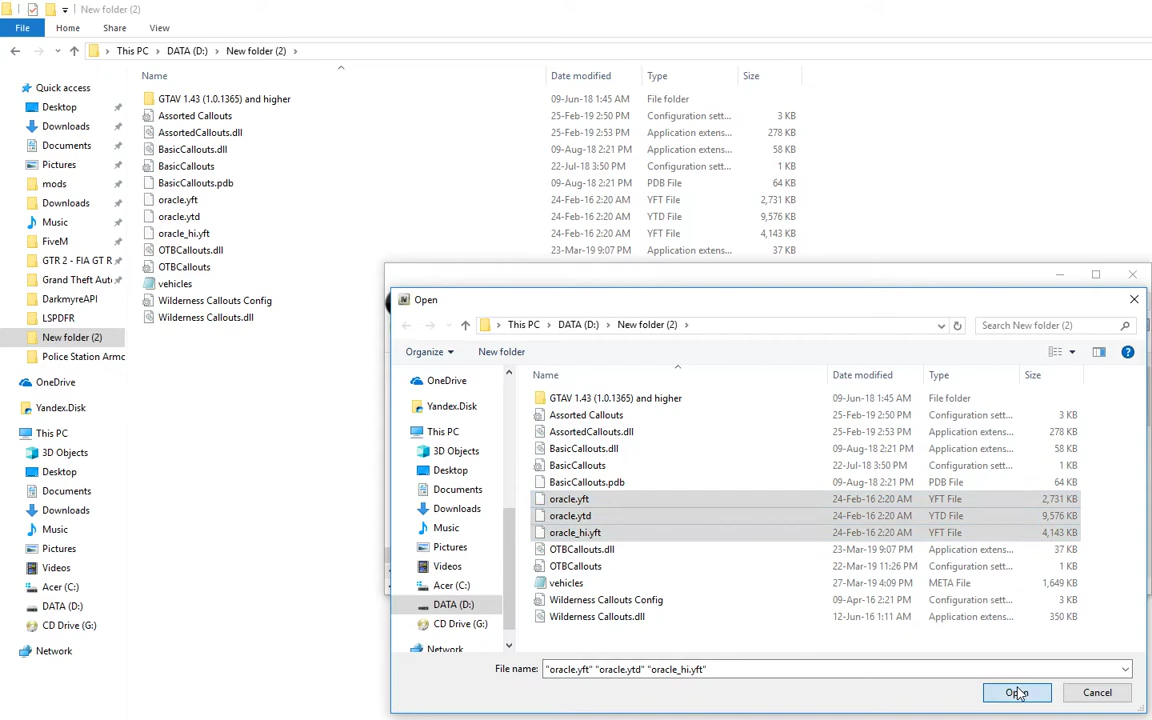 New folder (2)
File Home Share View
This PC DATA (D:) New folder (2)
Name Date modified Type Size
Quick access
Desktop
Downloads
Documents
Pictures
mods
Downloads
Music
FiveM
GTR 2 - FIA GT R
Grand Theft Aut
DarkmyreAPI
LSPDFR
New folder (2)
Police Station Armo
OneDrive
Yandex.Disk
This PC
3D Objects
Desktop
Documents
Downloads
Music
Pictures
Videos
Acer (C:)
DATA (D:)
CD Drive (G:)
Network
GTAV 1.43 (1.0.1365) and higher 09-Jun-18 1:45 AM File folder
Assorted Callouts 25-Feb-19 2:50 PM Configuration sett... 3 KB
AssortedCallouts.dll 25-Feb-19 2:53 PM Application extens... 278 KB
BasicCallouts.dll 09-Aug-18 2:21 PM Application extens... 58 KB
BasicCallouts 22-Jul-18 3:50 PM Configuration sett... 1 KB
BasicCallouts.pdb 09-Aug-18 2:21 PM PDB File 64 KB
oracle.yft 24-Feb-16 2:20 AM YFT File 2,731 KB
oracle.ytd 24-Feb-16 2:20 AM YTD File 9,576 KB
oracle_hi.yft 24-Feb-16 2:20 AM YFT File 4,143 KB
OTBCallouts.dll 23-Mar-19 9:07 PM Application extens... 37 KB
OTBCallouts
vehicles
Wilderness Callouts Config
Wilderness Callouts.dll
Open
This PC DATA (D:) New folder (2) Search New folder (2)
Organize New folder
Name Date modified Type Size
OneDrive
Yandex.Disk
This PC
3D Objects
Desktop
Documents
Downloads
Music
Pictures
Videos
Acer (C:)
DATA (D:)
CD Drive (G:)
Network
GTAV 1.43 (1.0.1365) and higher 09-Jun-18 1:45 AM File folder
Assorted Callouts 25-Feb-19 2:50 PM Configuration sett... 3 KB
AssortedCallouts.dll 25-Feb-19 2:53 PM Application extens... 278 KB
BasicCallouts.dll 09-Aug-18 2:21 PM Application extens... 58 KB
BasicCallouts 22-Jul-18 3:50 PM Configuration sett... 1 KB
BasicCallouts.pdb 09-Aug-18 2:21 PM PDB File 64 KB
oracle.yft 24-Feb-16 2:20 AM YFT File 2,731 KB
oracle.ytd 24-Feb-16 2:20 AM YTD File 9,576 KB
oracle_hi.yft 24-Feb-16 2:20 AM YFT File 4,143 KB
OTBCallouts.dll 23-Mar-19 9:07 PM Application extens... 37 KB
OTBCallouts 22-Mar-19 11:26 PM Configuration sett... 1 KB
vehicles 27-Mar-19 4:09 PM META File 1,649 KB
Wilderness Callouts Config 09-Apr-16 2:21 PM Configuration sett... 3 KB
Wilderness Callouts.dll 12-Jun-16 1:11 AM Application extens... 350 KB
File name: "oracle.yft" "oracle.ytd" "oracle_hi.yft"
Open Cancel